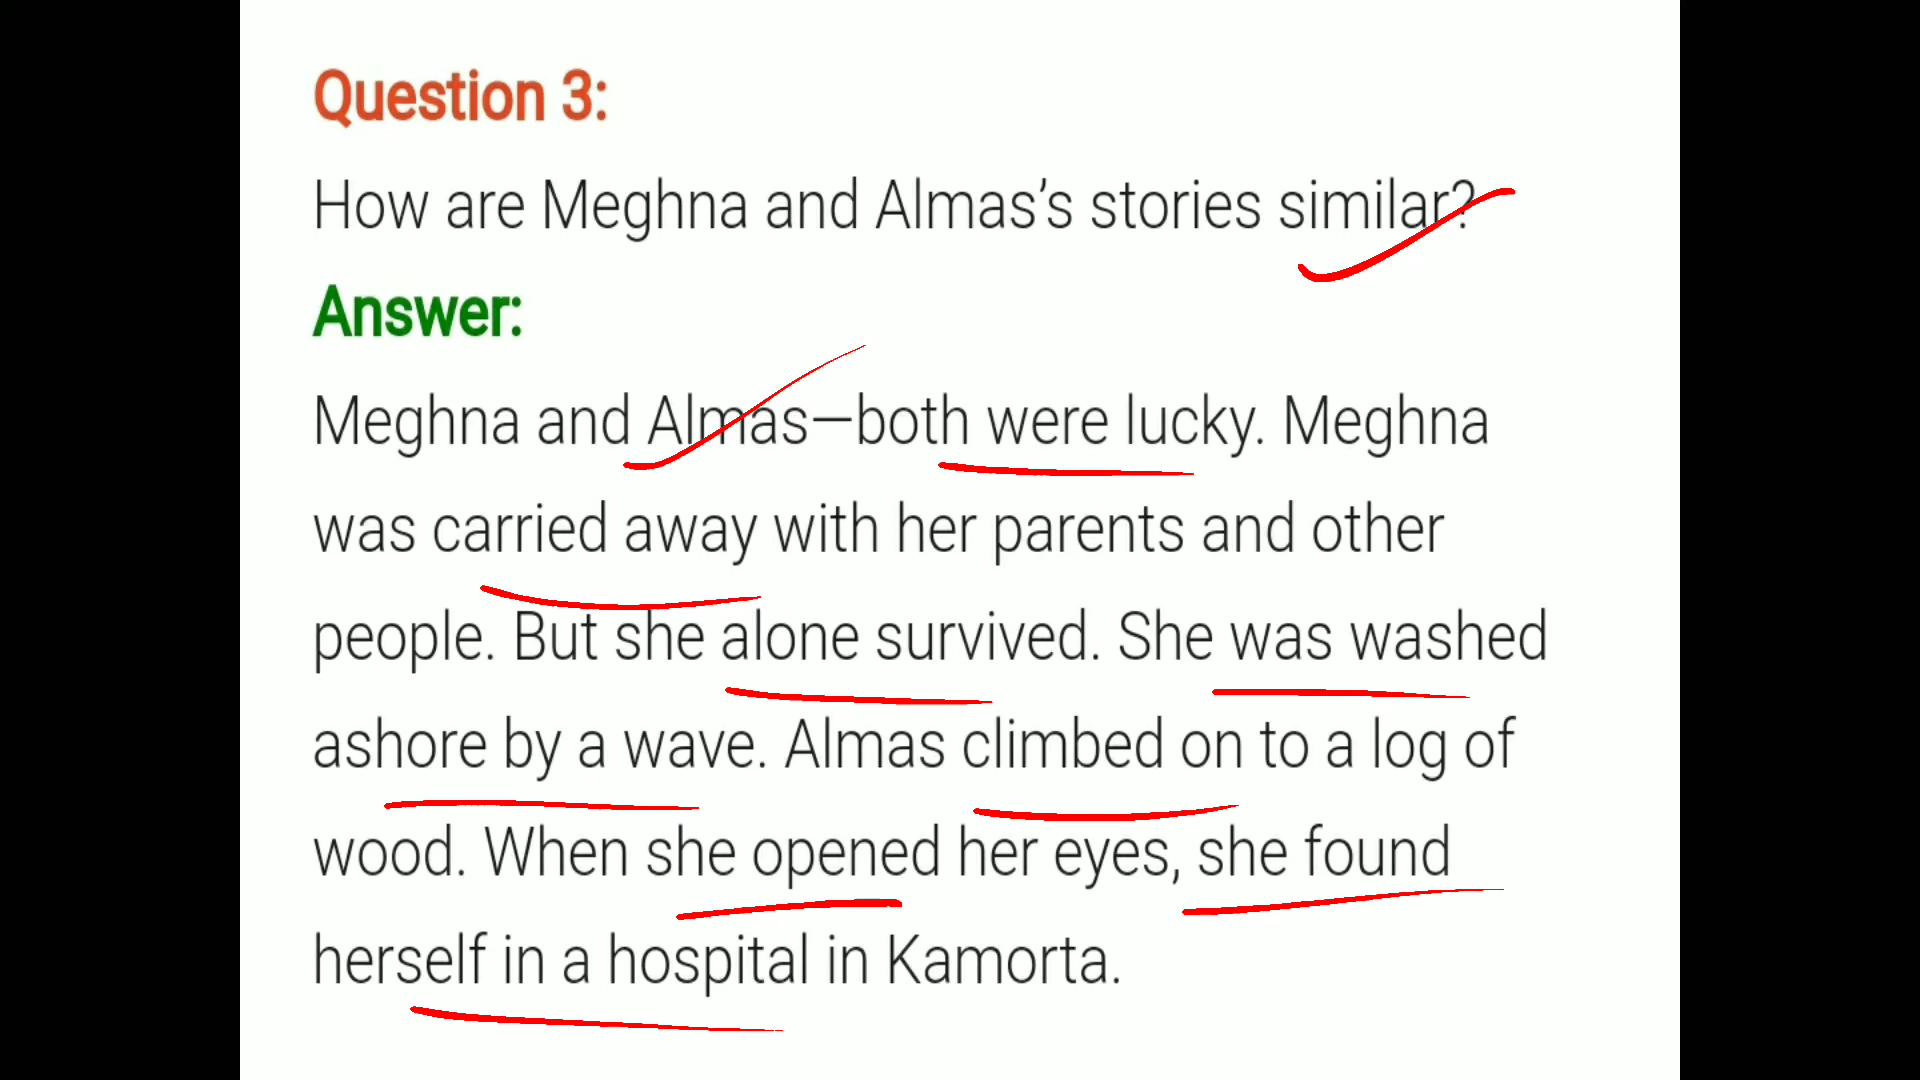 Question 3:
How are Meghna and Almas’s stories similar?
Answer:
Meghna and Almas—both were lucky. Meghna
was carried away with her parents and other
people. But she alone survived. She was washed
ashore by a wave. Almas climbed on to a log of
wood. When she opened her eyes, she found
herself in a hospital in Kamorta.